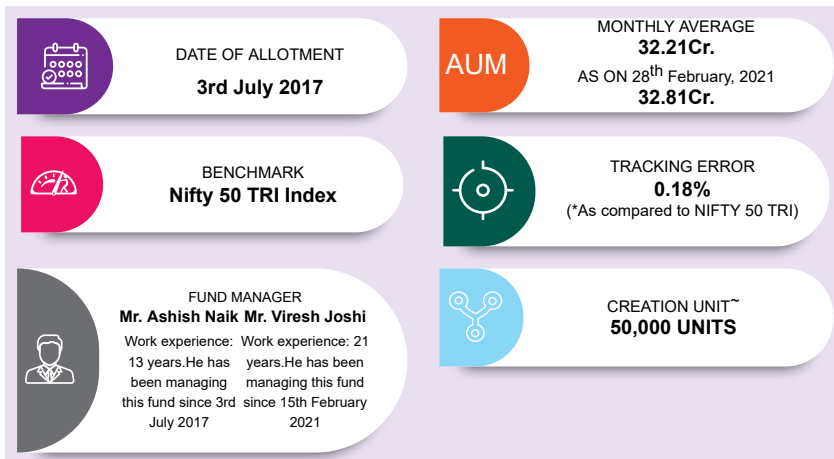 DATE OF ALLOTMENT
3rd July 2017
AUM
MONTHLY AVERAGE
32.21Cr.
AS ON 28th February, 2021
32.81Cr.
BENCHMARK
Nifty 50 TRI Index
TRACKING ERROR
0.18%
(*As compared to NIFTY 50 TRI)
FUND MANAGER
Mr. Ashish Naik Mr. Viresh Joshi
Work experience:
13 years.He has
been managing
this fund since 3rd
July 2017
Work experience: 21
years.He has been
managing this fund
since 15th February
2021
CREATION UNIT~
50,000 UNITS